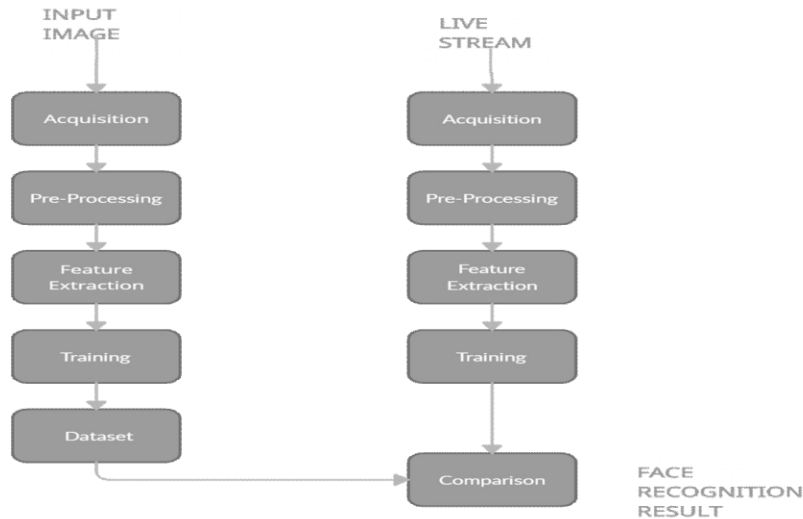 INPUT
IMAGE
Acquisition
Pre-Processing
Feature
Extraction
Training
Dataset
LIVE
STREAM
Acquisition
Pre-Processing
Feature
Extraction
Training
Comparison
FACE
RECOGNITION
RESULT